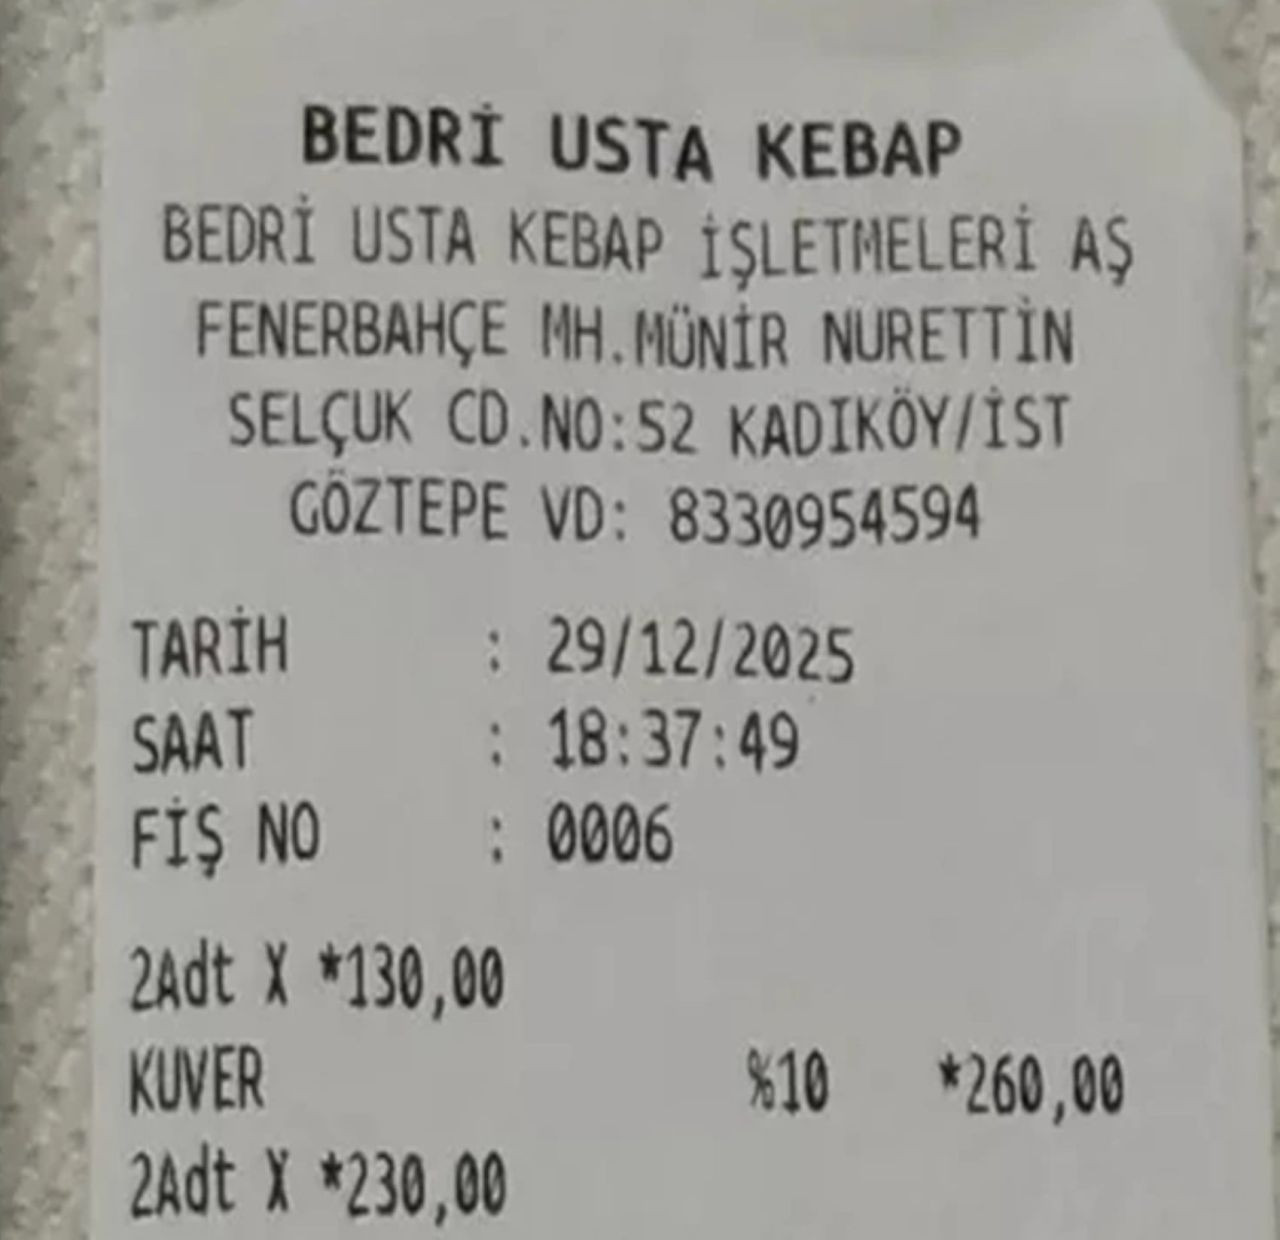 BEDRİ USTA KEBAP
BEDRİ USTA KEBAP İŞLETMELERİ AŞ
FENERBAHÇE MH.MÜNİR NURETTİN
SELÇUK CD.NO:52 KADIKÖY/İST
GÖZTEPE VD: 8330954594
TARİH : 29/12/2025
SAAT : 18:37:49
FİŞ NO : 0006
2Adt X *130,00
KUVER %10 *260,00
2Adt X *230,00